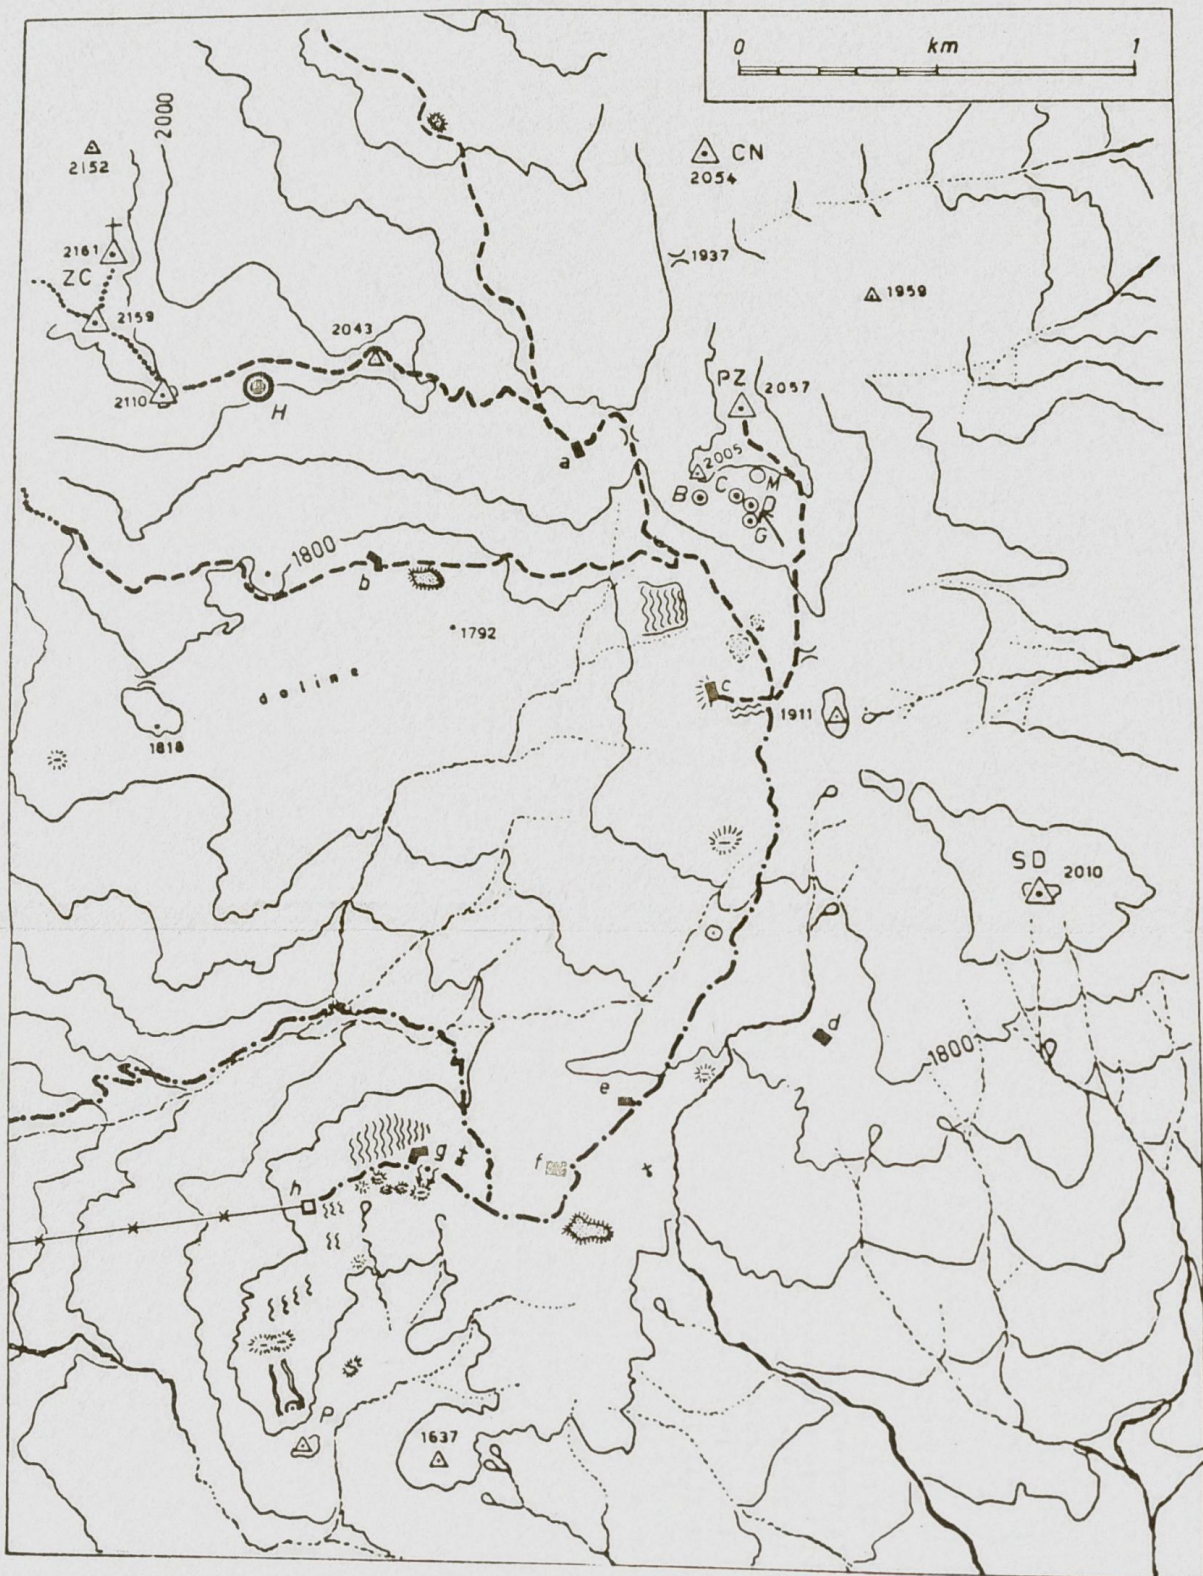 0 km 1
2000
CN
2054
2152
2161
ZC
1937
1959
2159
2043
PZ 2057
2110
H
a
2005
M
B C D
G
1800
b
1792
doline
c
1911
1818
SD 2010
d
1800
e
g
f
h
p
1637